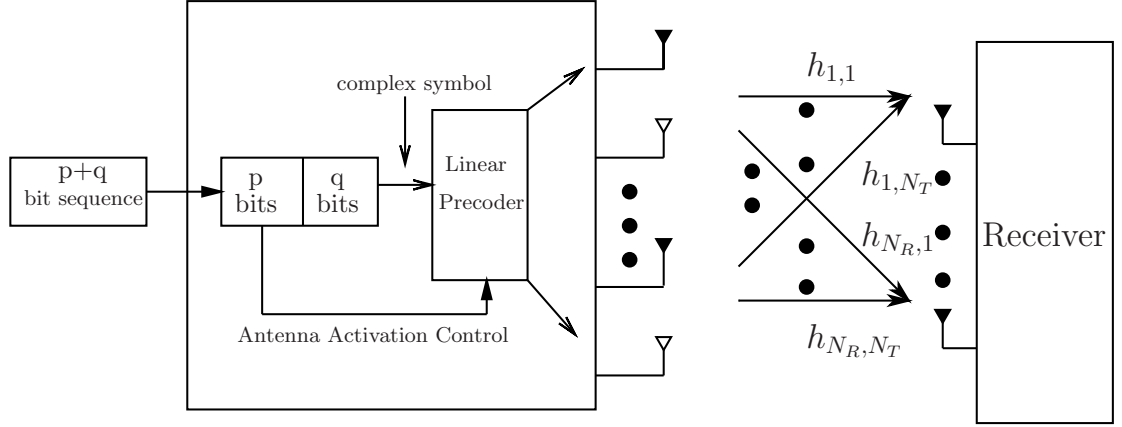 p+q
bit sequence
p
bits
q
bits
complex symbol
Linear
Precoder
Antenna Activation Control
h_{1,1}
h_{1,N_T}
h_{N_R,1}
h_{N_R,N_T}
Receiver